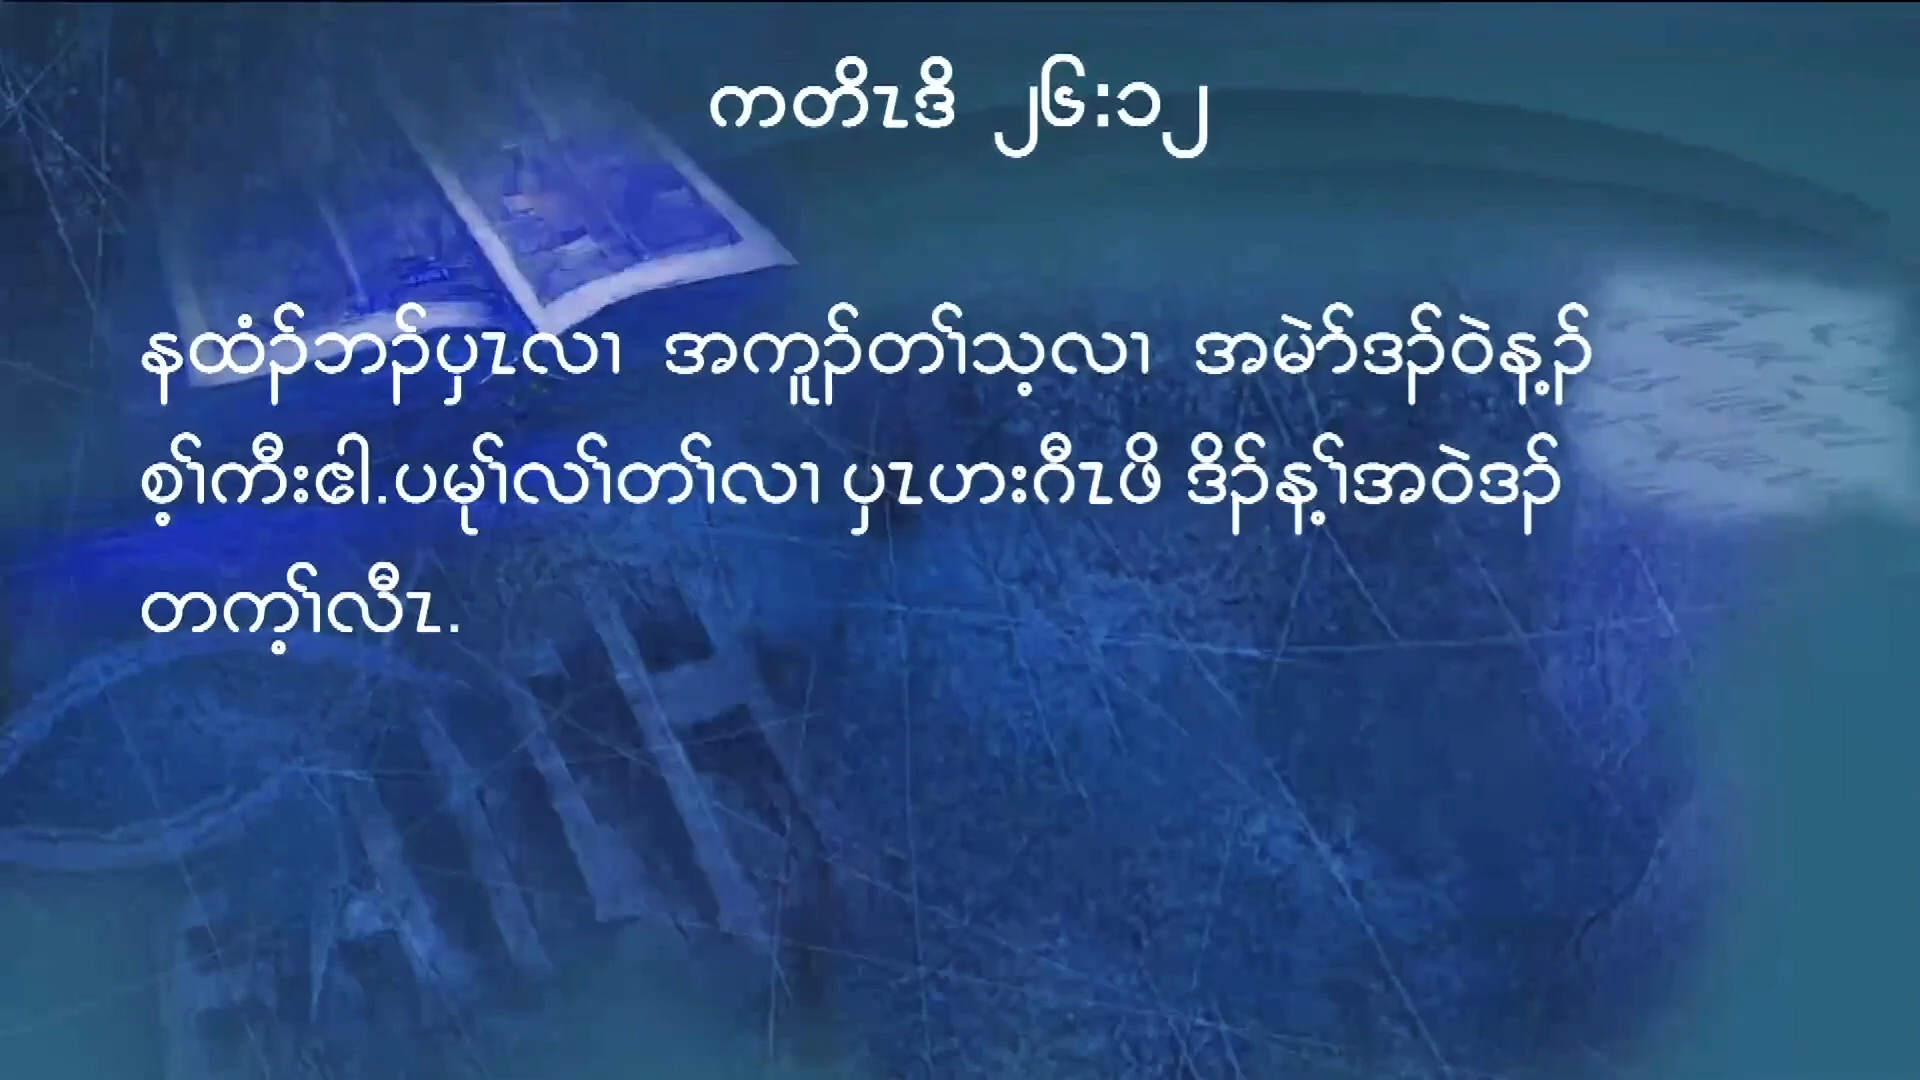 ကတိၤဒိ ၂၆:၁၂
နထံၣ်ဘၣ်ပှၤလၢ အကူၣ်တၢ်သ့လၢ အမဲာ်ဒၣ်ဝဲန့ၣ်
စ့ၢ်ကီးဧါ.ပမုၢ်လၢ်တၢ်လၢ ပှၤဟးဂီၤဖိ ဒိၣ်န့ၢ်အဝဲဒၣ်
တက့ၢ်လီၤ.